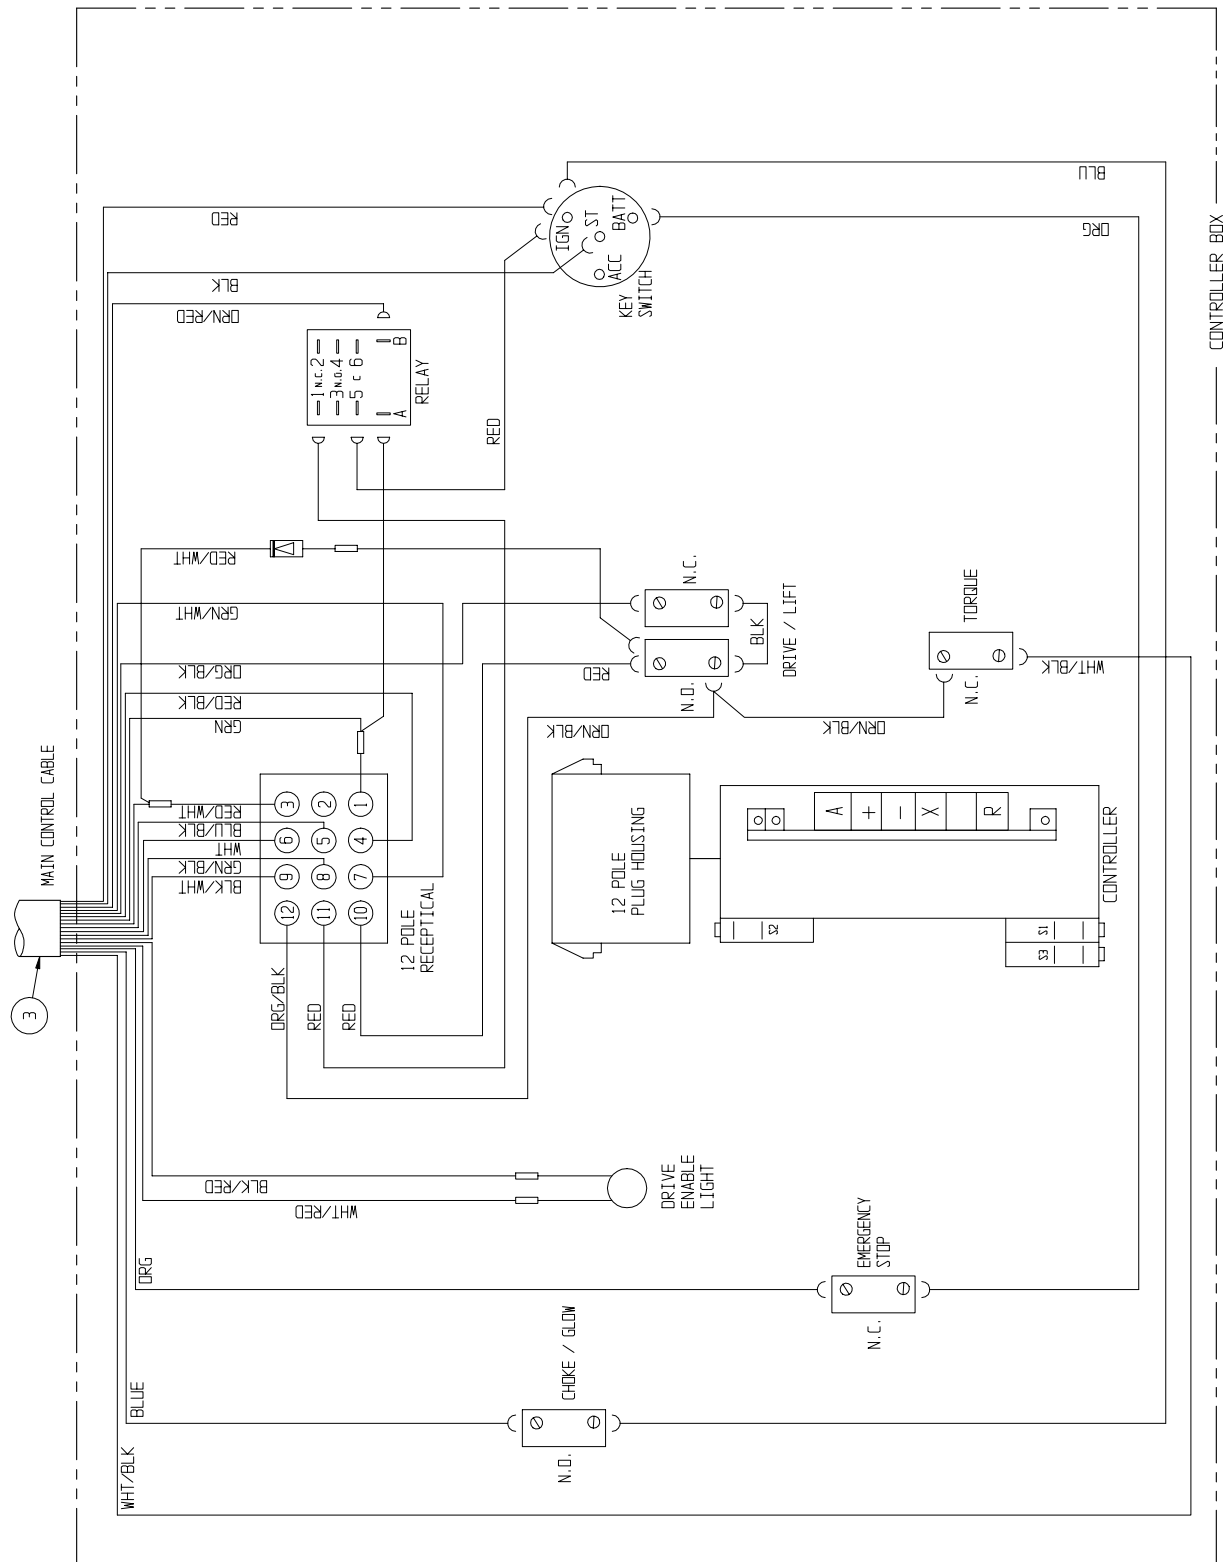 MAIN CONTROL CABLE
3
CONTROLLER BOX
RED
BLK
ORN/RED
RED/WHT
GRN/WHT
ORG/BLK
RED/BLK
GRN
RED/WHT
BLU/BLK
WHT
GRN/BLK
BLK/WHT
BLK/RED
WHT/RED
ORG
BLUE
WHT/BLK
1 N.C. 2
3 N.O. 4
5 C 6
A
B
RELAY
RED
IGN
ST
BATT
ACC
KEY
SWITCH
BLU
ORG
3
2
1
6
5
4
9
8
7
12
11
10
12 POLE
RECEPTICAL
ORG/BLK
RED
RED
RED
N.C.
N.O.
BLK
DRIVE / LIFT
ORN/BLK
ORN/BLK
TORQUE
N.C.
WHT/BLK
12 POLE
PLUG HOUSING
A
+
-
X
R
S2
S1
S3
CONTROLLER
DRIVE
ENABLE
LIGHT
EMERGENCY
STOP
N.C.
CHOKE / GLOW
N.O.